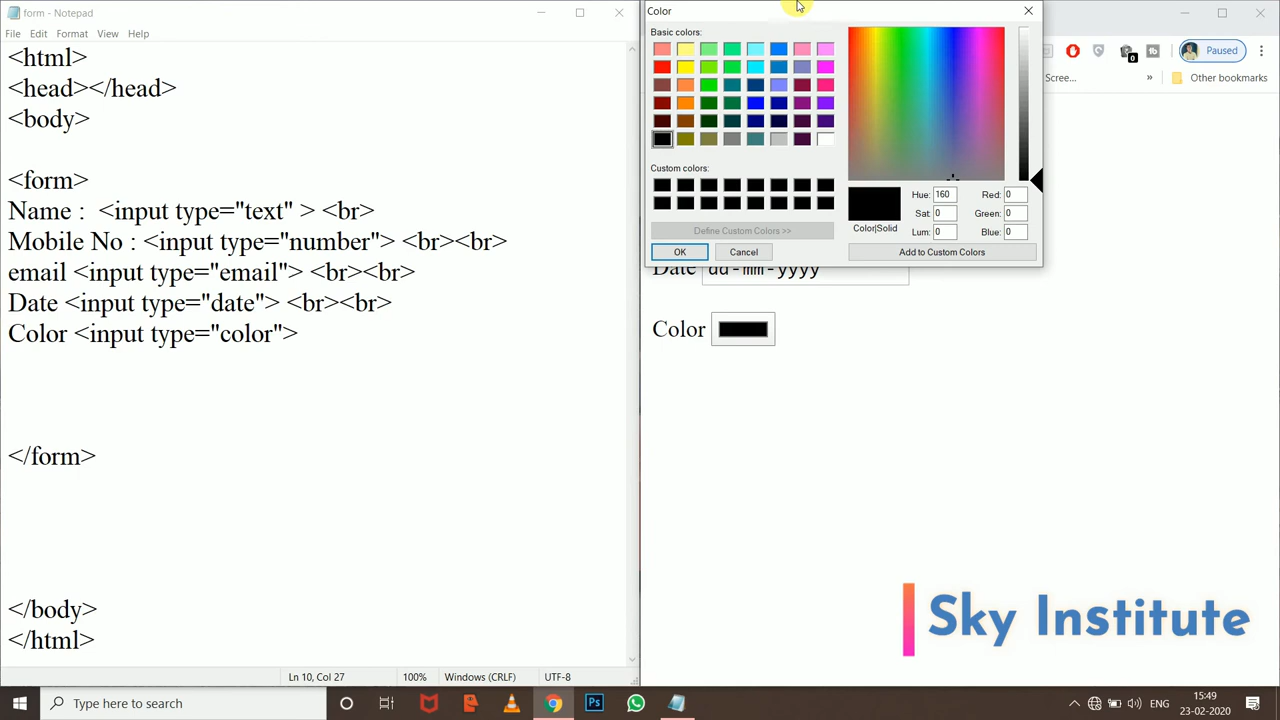 form - Notepad
File Edit Format View Help
<html>
<head></head>
<body>
<form>
Name :  <input type="text" > <br>
Mobile No : <input type="number"> <br><br>
email <input type="email"> <br><br>
Date <input type="date"> <br><br>
Color <input type="color">
</form>
</body>
</html>
Ln 10, Col 27 100% Windows (CRLF) UTF-8
Color
Basic colors:
Custom colors:
Define Custom Colors >>
OK Cancel
Color|Solid
Hue: 160 Red: 0
Sat: 0 Green: 0
Lum: 0 Blue: 0
Add to Custom Colors
0 Paused
Scree... » Other bookmarks
Date dd-mm-yyyy
Color
Sky Institute
Type here to search
Ps
ENG
15:49
23-02-2020